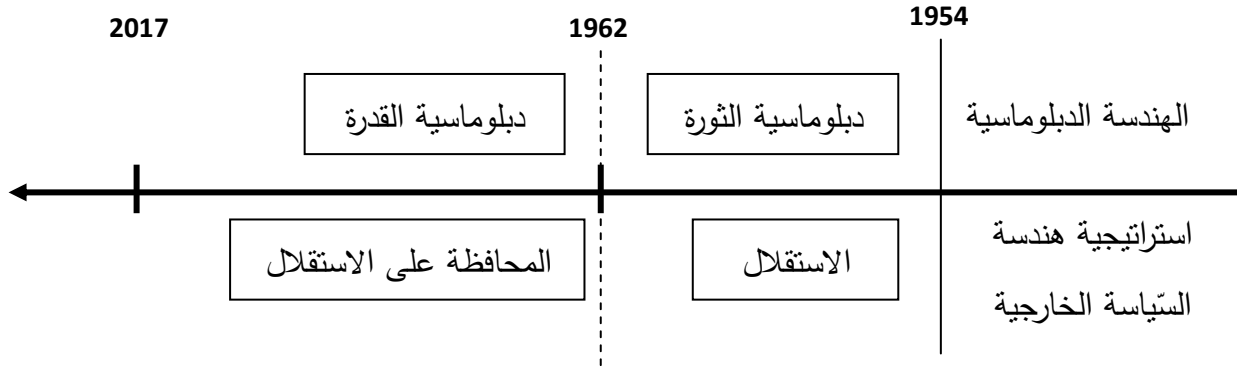 1954
1962
2017
الهندسة الدبلوماسية
دبلوماسية الثورة
دبلوماسية القدرة
استراتيجية هندسة
السّياسة الخارجية
الاستقلال
المحافظة على الاستقلال